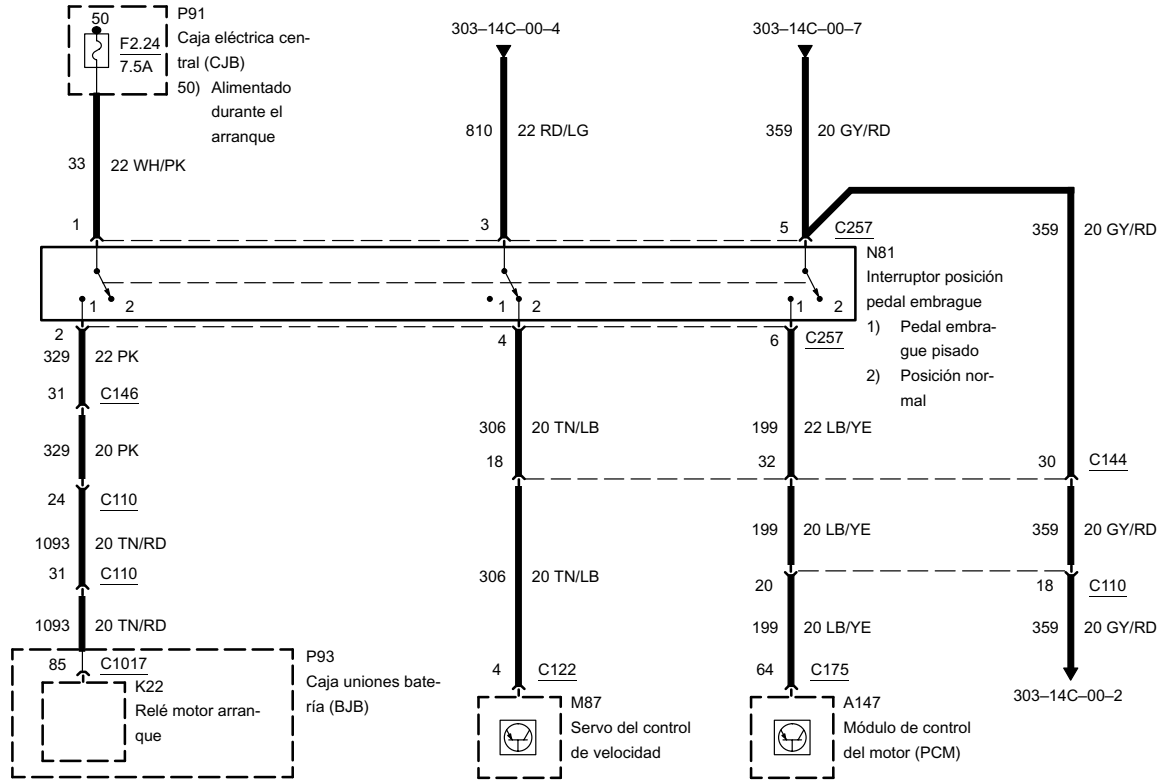 50
F2.24
7.5A
P91
Caja eléctrica cen-
tral (CJB)
50) Alimentado
durante el
arranque
303–14C–00–4
303–14C–00–7
33
22 WH/PK
810
22 RD/LG
359
20 GY/RD
359
20 GY/RD
1
3
5
C257
N81
Interruptor posición
pedal embrague
1) Pedal embra-
gue pisado
2) Posición nor-
mal
1
2
1
2
1
2
2
4
6
C257
329
22 PK
31
C146
329
20 PK
24
C110
1093
20 TN/RD
31
C110
1093
20 TN/RD
306
20 TN/LB
18
199
22 LB/YE
32
30
C144
306
20 TN/LB
199
20 LB/YE
359
20 GY/RD
20
18
C110
199
20 LB/YE
359
20 GY/RD
85
C1017
K22
Relé motor arran-
que
P93
Caja uniones bate-
ría (BJB)
4
C122
M87
Servo del control
de velocidad
64
C175
A147
Módulo de control
del motor (PCM)
303–14C–00–2